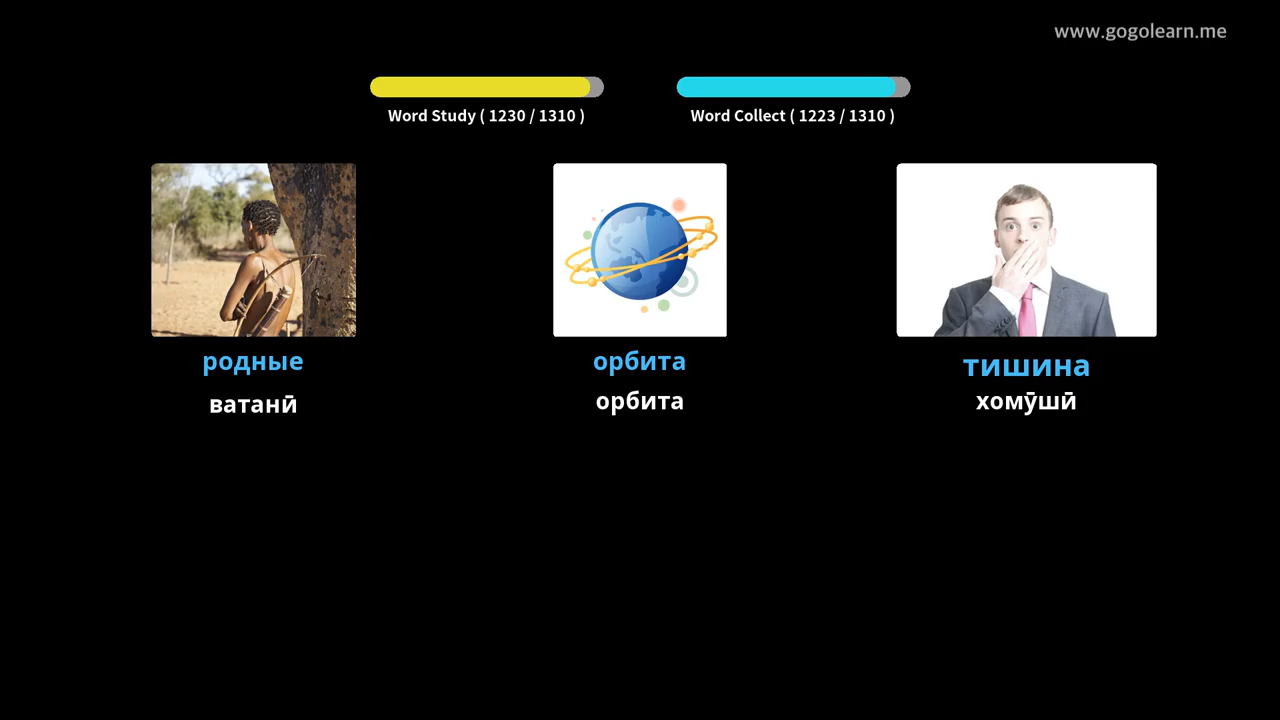 www.gogolearn.me
Word Study ( 1230 / 1310 )
Word Collect ( 1223 / 1310 )
родные
орбита
тишина
ватанӣ
орбита
хомӯшӣ